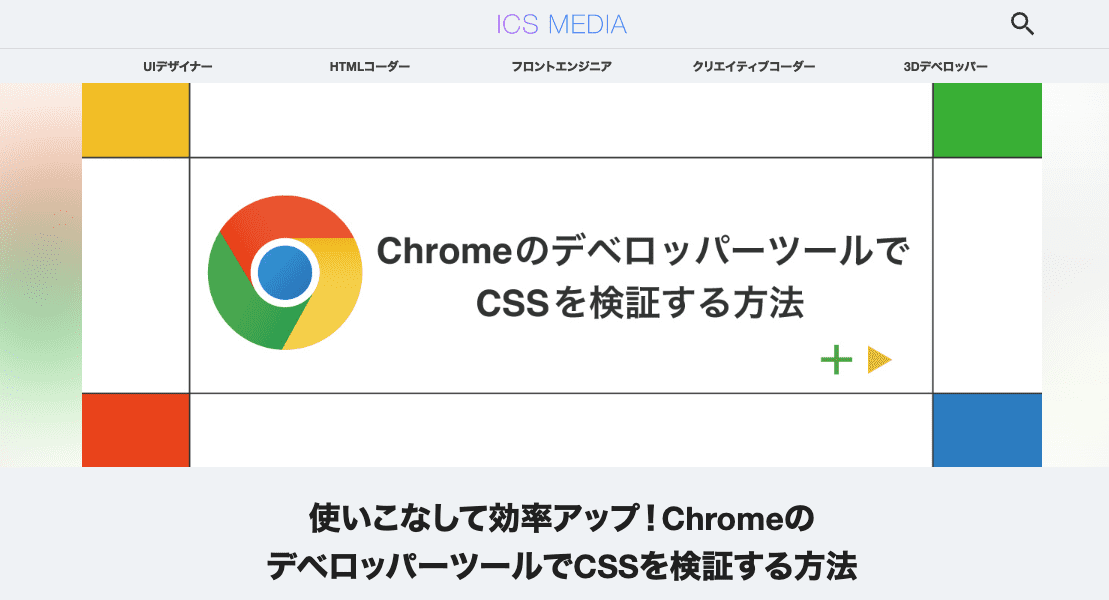 ICS MEDIA
UIデザイナー
HTMLコーダー
フロントエンジニア
クリエイティブコーダー
3Dデベロッパー
Chromeのデベロッパーツールで
CSSを検証する方法
使いこなして効率アップ！Chromeの
デベロッパーツールでCSSを検証する方法